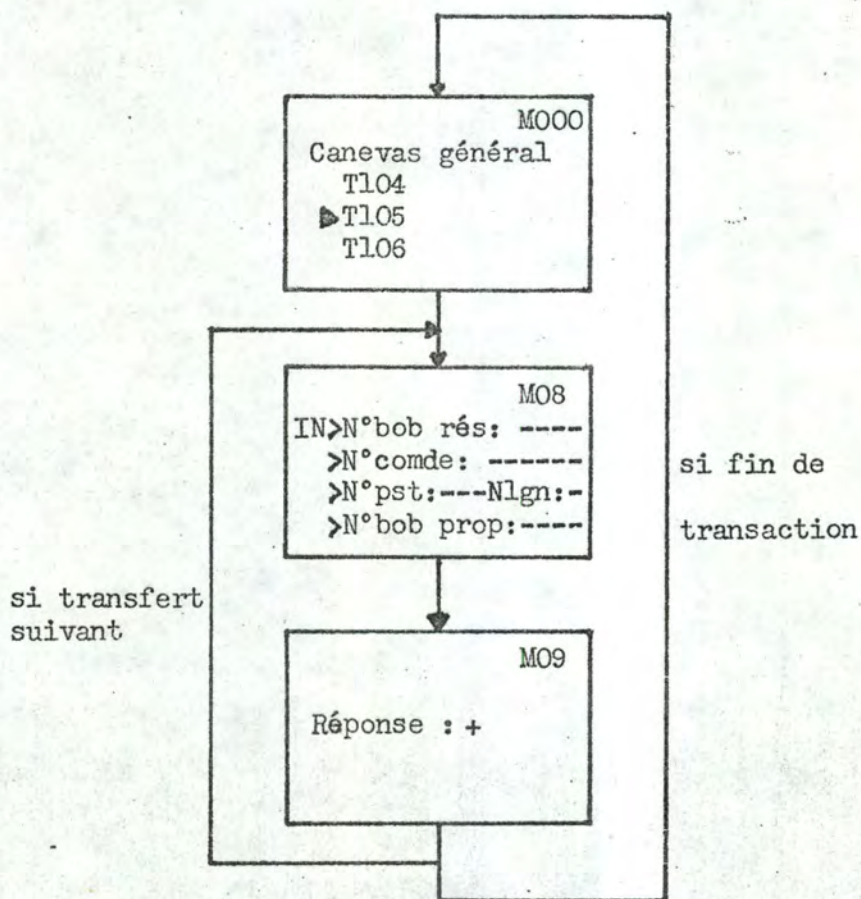 M000
Canevas général
T104
▶T105
T106
M08
IN>N°bob rés: ----
>N°comde: ------
>N°pst:---Nlgn:-
>N°bob prop:----
si fin de
transaction
si transfert
suivant
M09
Réponse : +